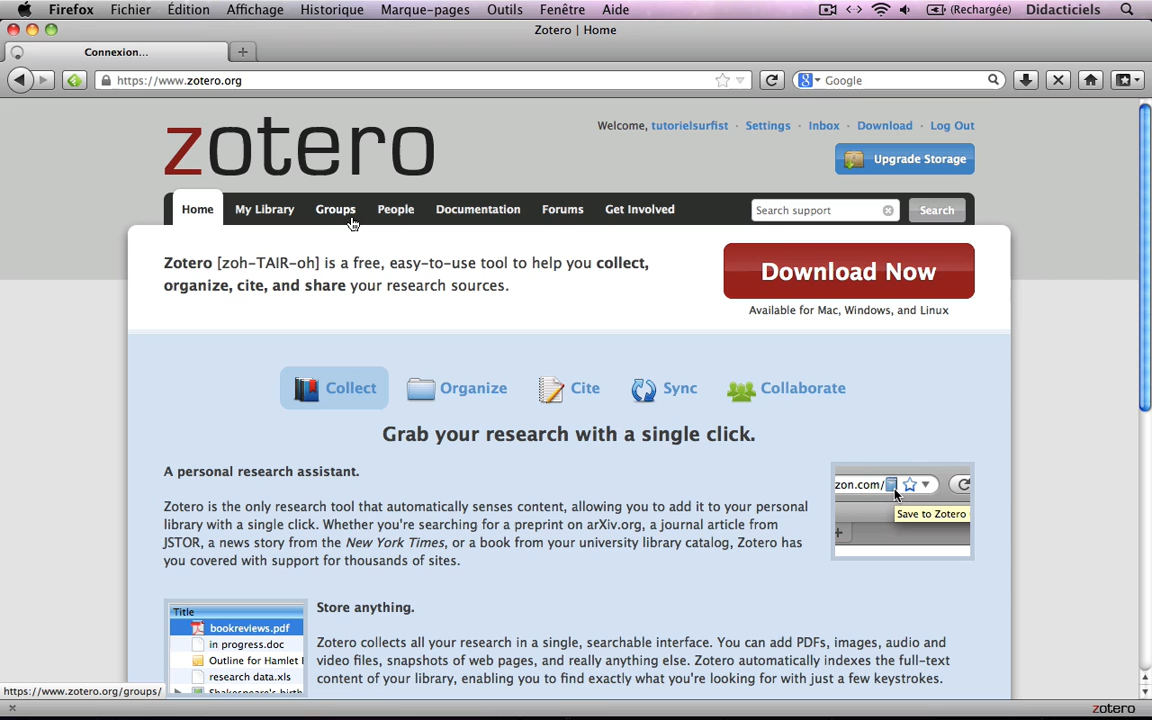 Firefox Fichier Édition Affichage Historique Marque-pages Outils Fenêtre Aide (Rechargée) Didacticiels
Zotero | Home
Connexion...
https://www.zotero.org
Google
zotero
Welcome, tutorielsurfist · Settings · Inbox · Download · Log Out
Upgrade Storage
Home My Library Groups People Documentation Forums Get Involved Search support Search
Zotero [zoh-TAIR-oh] is a free, easy-to-use tool to help you collect,
organize, cite, and share your research sources.
Download Now
Available for Mac, Windows, and Linux
Collect Organize Cite Sync Collaborate
Grab your research with a single click.
A personal research assistant.
Zotero is the only research tool that automatically senses content, allowing you to add it to your personal
library with a single click. Whether you're searching for a preprint on arXiv.org, a journal article from
JSTOR, a news story from the New York Times, or a book from your university library catalog, Zotero has
you covered with support for thousands of sites.
zon.com/
Save to Zotero
Store anything.
Zotero collects all your research in a single, searchable interface. You can add PDFs, images, audio and
video files, snapshots of web pages, and really anything else. Zotero automatically indexes the full-text
content of your library, enabling you to find exactly what you're looking for with just a few keystrokes.
Title
bookreviews.pdf
in progress.doc
Outline for Hamlet
research data.xls
Shakespeare's birth
https://www.zotero.org/groups/
zotero